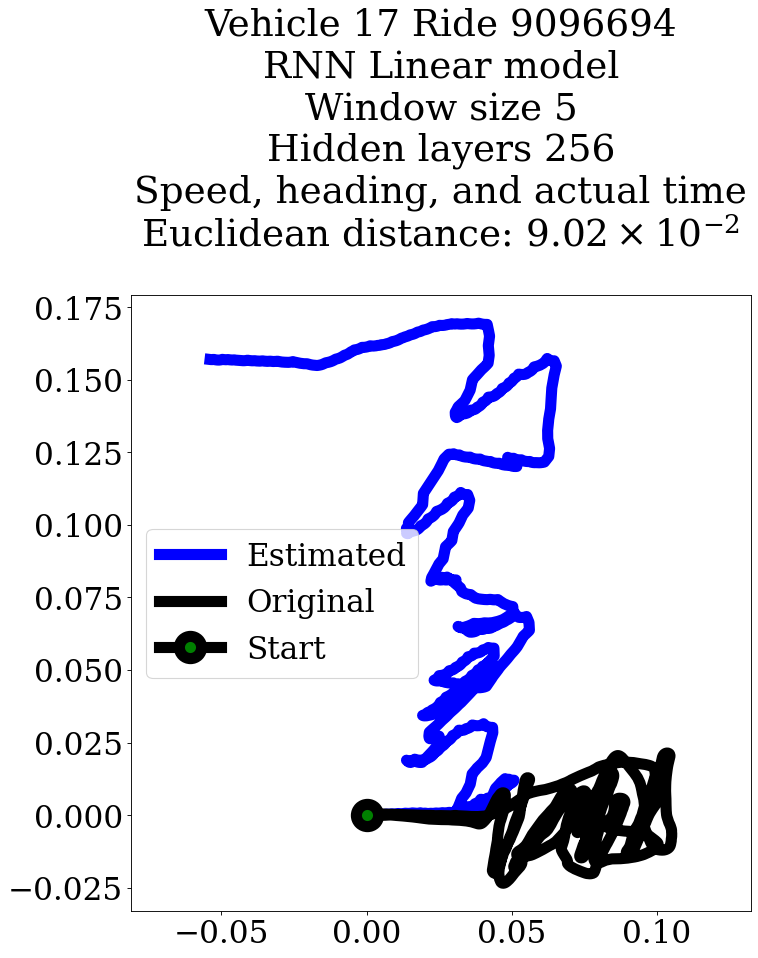 Vehicle 17 Ride 9096694
RNN Linear model
Window size 5
Hidden layers 256
Speed, heading, and actual time
Euclidean distance: 9.02 × 10⁻²
0.175
0.150
0.125
0.100
0.075
0.050
0.025
0.000
−0.025
Estimated
Original
Start
−0.05
0.00
0.05
0.10